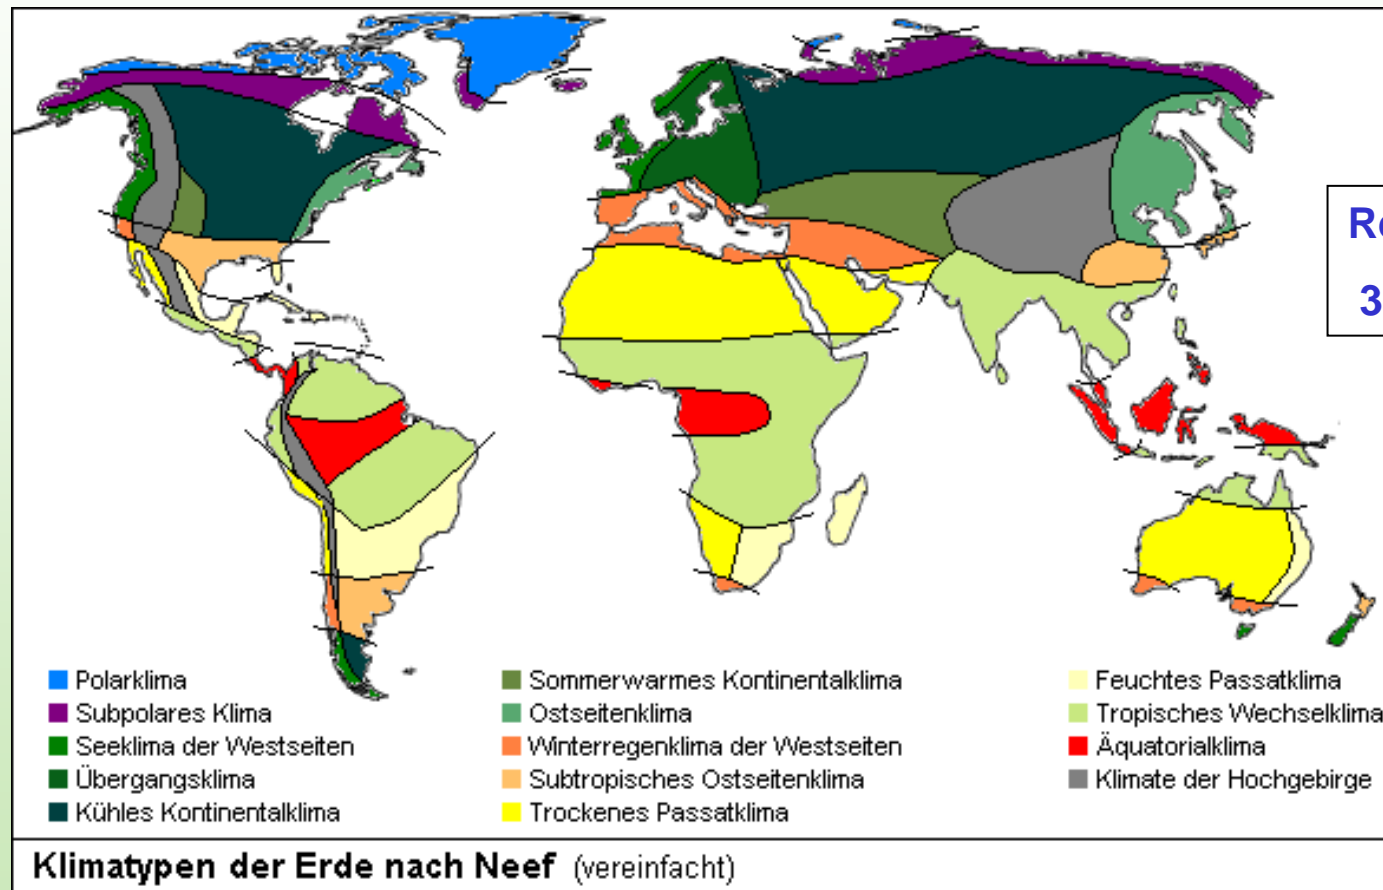 Polarklima
Subpolares Klima
Seeklima der Westseiten
Übergangsklima
Kühles Kontinentalklima
Sommerwarmes Kontinentalklima
Ostseitenklima
Winterregenklima der Westseiten
Subtropisches Ostseitenklima
Trockenes Passatklima
Feuchtes Passatklima
Tropisches Wechselklima
Äquatorialklima
Klimate der Hochgebirge
Klimatypen der Erde nach Neef (vereinfacht)
3